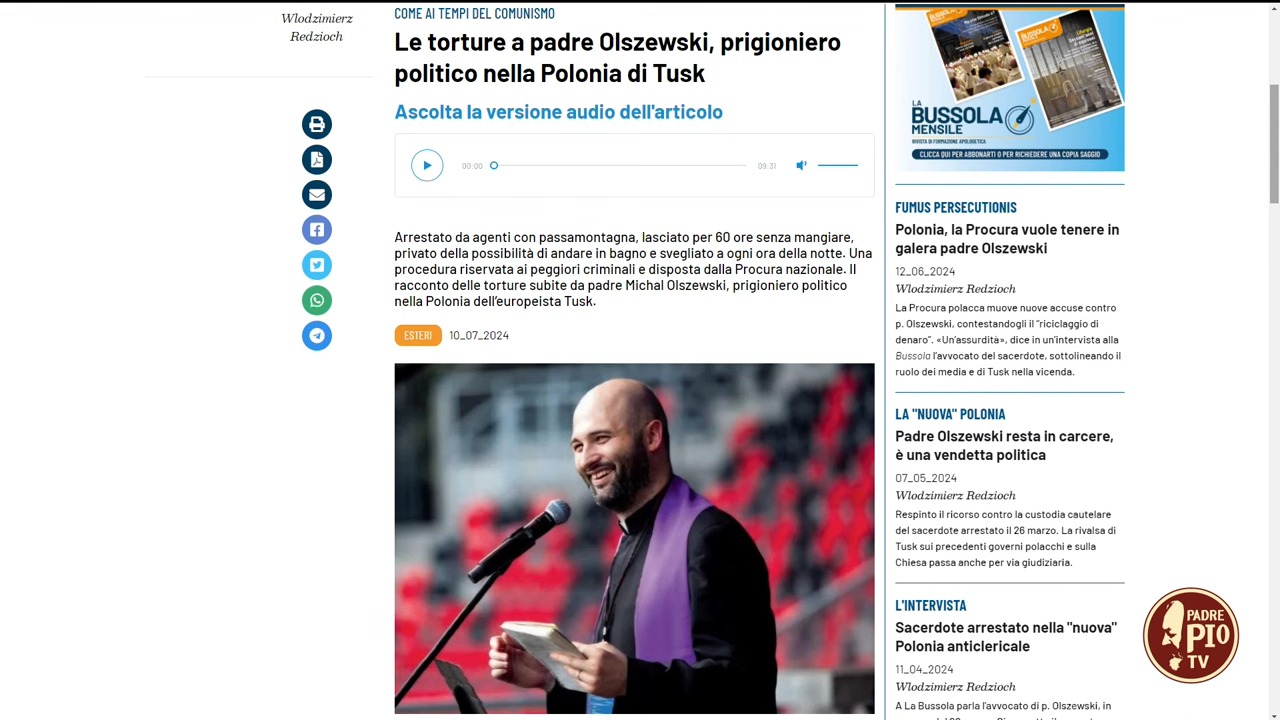 Wlodzimierz
Redzioch
COME AI TEMPI DEL COMUNISMO
Le torture a padre Olszewski, prigioniero
politico nella Polonia di Tusk
Ascolta la versione audio dell'articolo
00:00
09:31
Arrestato da agenti con passamontagna, lasciato per 60 ore senza mangiare,
privato della possibilità di andare in bagno e svegliato a ogni ora della notte. Una
procedura riservata ai peggiori criminali e disposta dalla Procura nazionale. Il
racconto delle torture subite da padre Michal Olszewski, prigioniero politico
nella Polonia dell’europeista Tusk.
ESTERI
10_07_2024
LA
BUSSOLA
MENSILE
RIVISTA DI FORMAZIONE APOLOGETICA
CLICCA QUI PER ABBONARTI O PER RICHIEDERE UNA COPIA SAGGIO
FUMUS PERSECUTIONIS
Polonia, la Procura vuole tenere in
galera padre Olszewski
12_06_2024
Wlodzimierz Redzioch
La Procura polacca muove nuove accuse contro
p. Olszewski, contestandogli il “riciclaggio di
denaro”. «Un’assurdità», dice in un’intervista alla
Bussola l’avvocato del sacerdote, sottolineando il
ruolo dei media e di Tusk nella vicenda.
LA "NUOVA" POLONIA
Padre Olszewski resta in carcere,
è una vendetta politica
07_05_2024
Wlodzimierz Redzioch
Respinto il ricorso contro la custodia cautelare
del sacerdote arrestato il 26 marzo. La rivalsa di
Tusk sui precedenti governi polacchi e sulla
Chiesa passa anche per via giudiziaria.
L'INTERVISTA
Sacerdote arrestato nella "nuova"
Polonia anticlericale
11_04_2024
Wlodzimierz Redzioch
A La Bussola parla l’avvocato di p. Olszewski, in
PADRE
PIO
TV